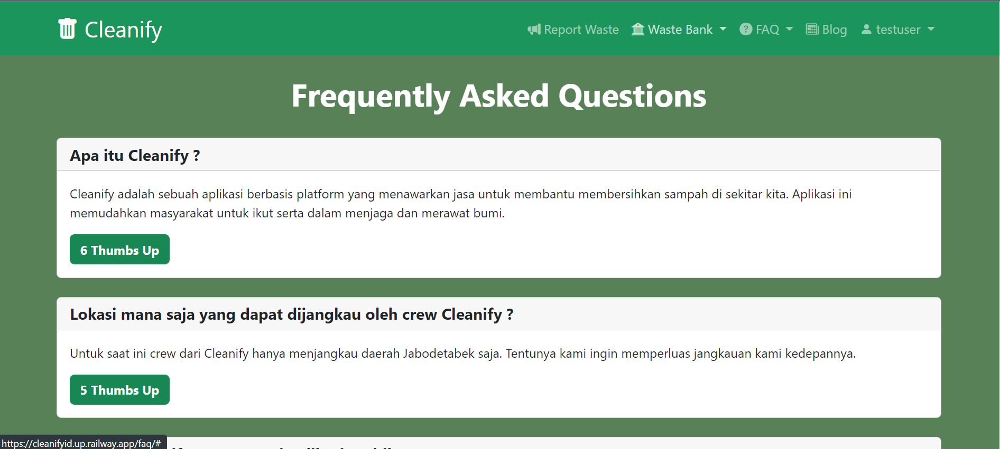 Cleanify
Report Waste
Waste Bank
FAQ
Blog
testuser
Frequently Asked Questions
Apa itu Cleanify ?
Cleanify adalah sebuah aplikasi berbasis platform yang menawarkan jasa untuk membantu membersihkan sampah di sekitar kita. Aplikasi ini
memudahkan masyarakat untuk ikut serta dalam menjaga dan merawat bumi.
6 Thumbs Up
Lokasi mana saja yang dapat dijangkau oleh crew Cleanify ?
Untuk saat ini crew dari Cleanify hanya menjangkau daerah Jabodetabek saja. Tentunya kami ingin memperluas jangkauan kami kedepannya.
5 Thumbs Up
https://cleanifyid.up.railway.app/faq/#